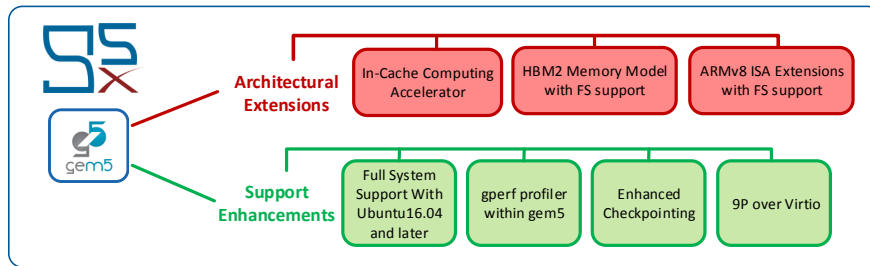 g5
x
g5
gem5
Architectural
Extensions
In-Cache Computing
Accelerator
HBM2 Memory Model
with FS support
ARMv8 ISA Extensions
with FS support
Support
Enhancements
Full System
Support With
Ubuntu16.04
and later
gperf profiler
within gem5
Enhanced
Checkpointing
9P over Virtio